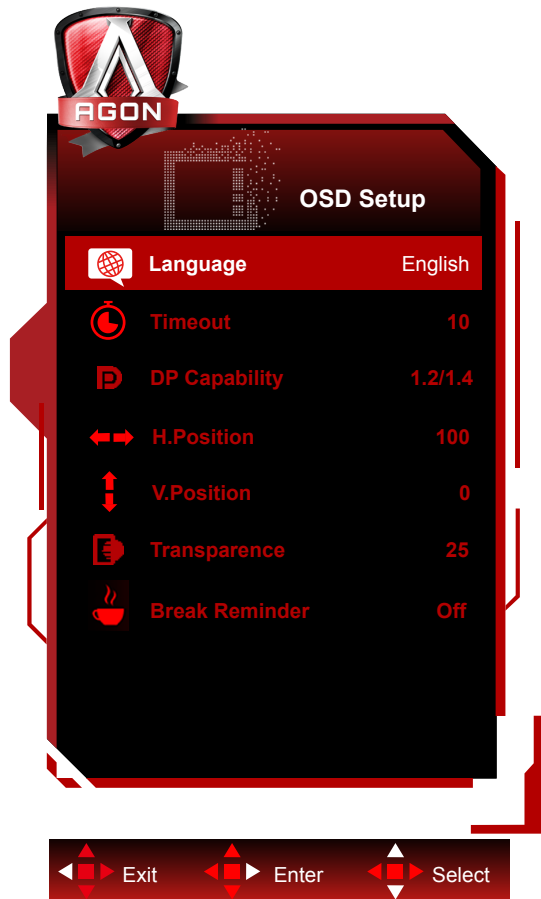 AGON
OSD Setup
Language English
Timeout 10
DP Capability 1.2/1.4
H.Position 100
V.Position 0
Transparence 25
Break Reminder Off
Exit Enter Select